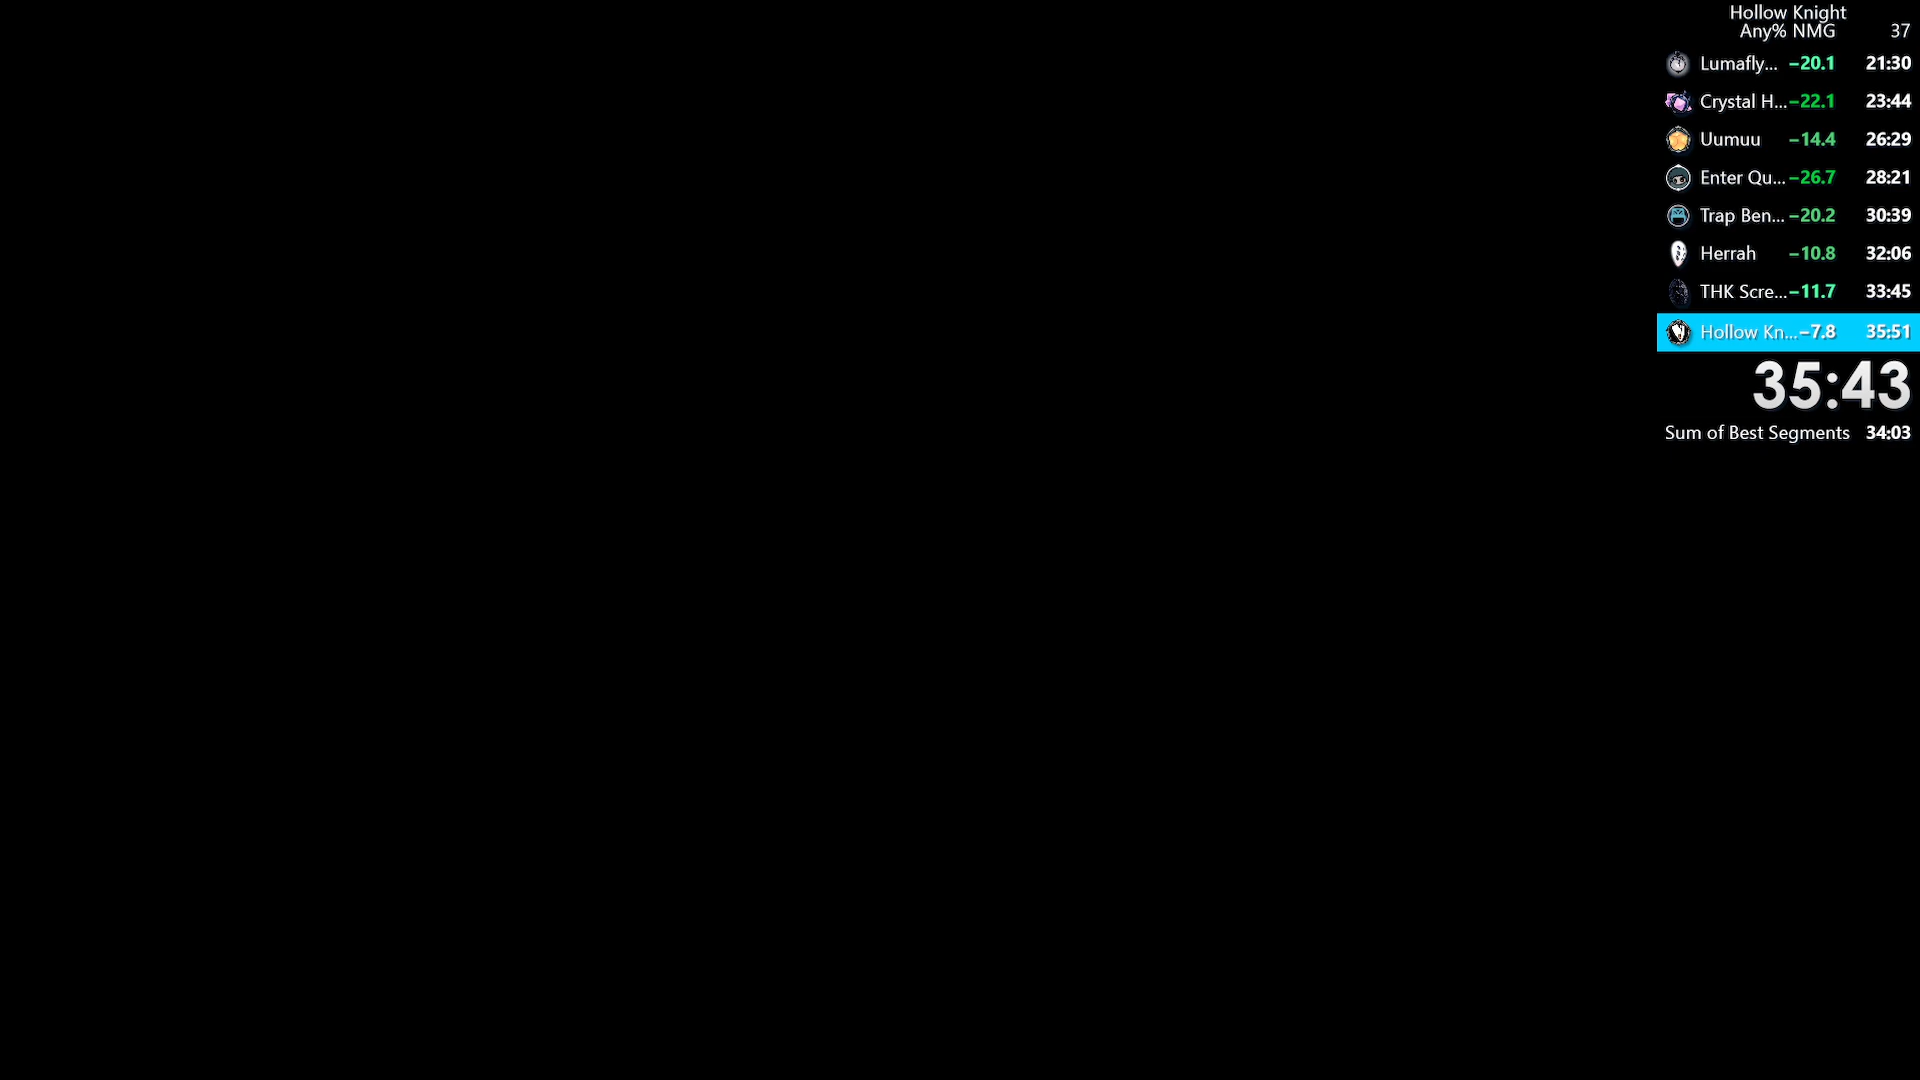 Hollow Knight
Any% NMG 37
Lumafly... −20.1 21:30
Crystal H... −22.1 23:44
Uumuu −14.4 26:29
Enter Qu... −26.7 28:21
Trap Ben... −20.2 30:39
Herrah −10.8 32:06
THK Scre... −11.7 33:45
Hollow Kn... −7.8 35:51
35:43
Sum of Best Segments 34:03